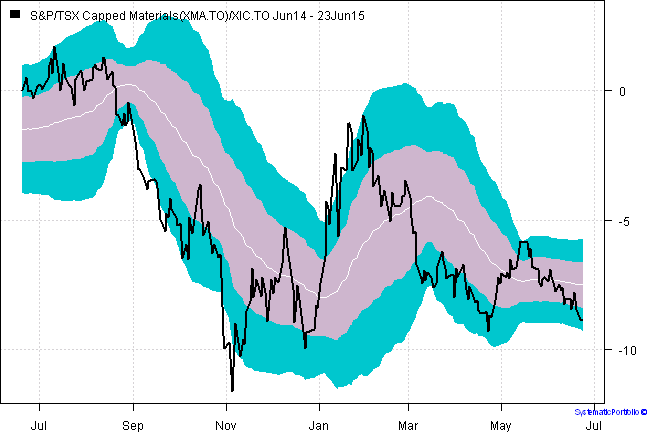 S&P/TSX Capped Materials(XMA.TO)/XIC.TO Jun14 - 23Jun15
0
-5
-10
Jul Sep Nov Jan Mar May Jul
SystematicPortfolio ©